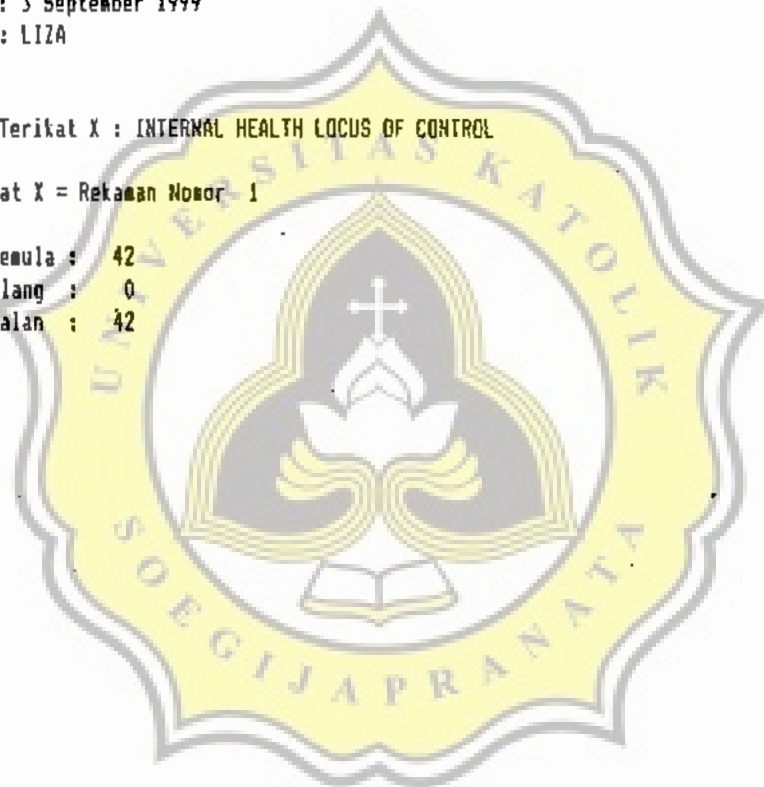 : 3 September 1999
: LIZA
Terikat X : INTERNAL HEALTH LOCUS OF CONTROL
at X = Rekaman Nomor 1
emula : 42
lang : 0
alan : 42
UNIVERSITAS KATOLIK
SOEGIJAPRANATA